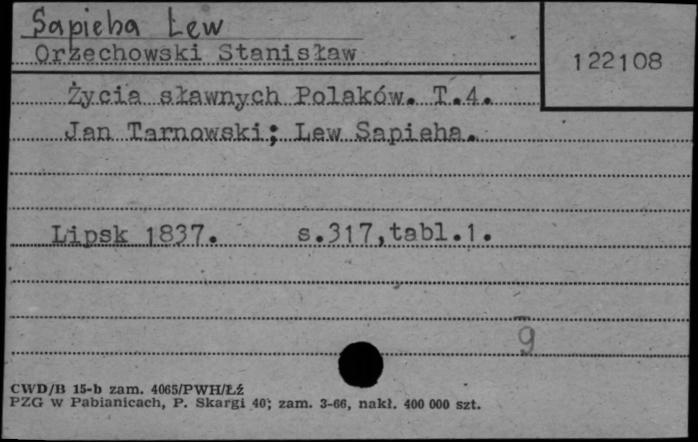 Sapieha Lew
Orzechowski Stanisław
122108
Życia sławnych Polaków. T.4.
Jan Tarnowski; Lew Sapieha.
Lipsk 1837. s.317,tabl.1.
9
CWD/B 15-b zam. 4065/PWH/Łź
PZG w Pabianicach, P. Skargi 40; zam. 3-66, nakł. 400 000 szt.